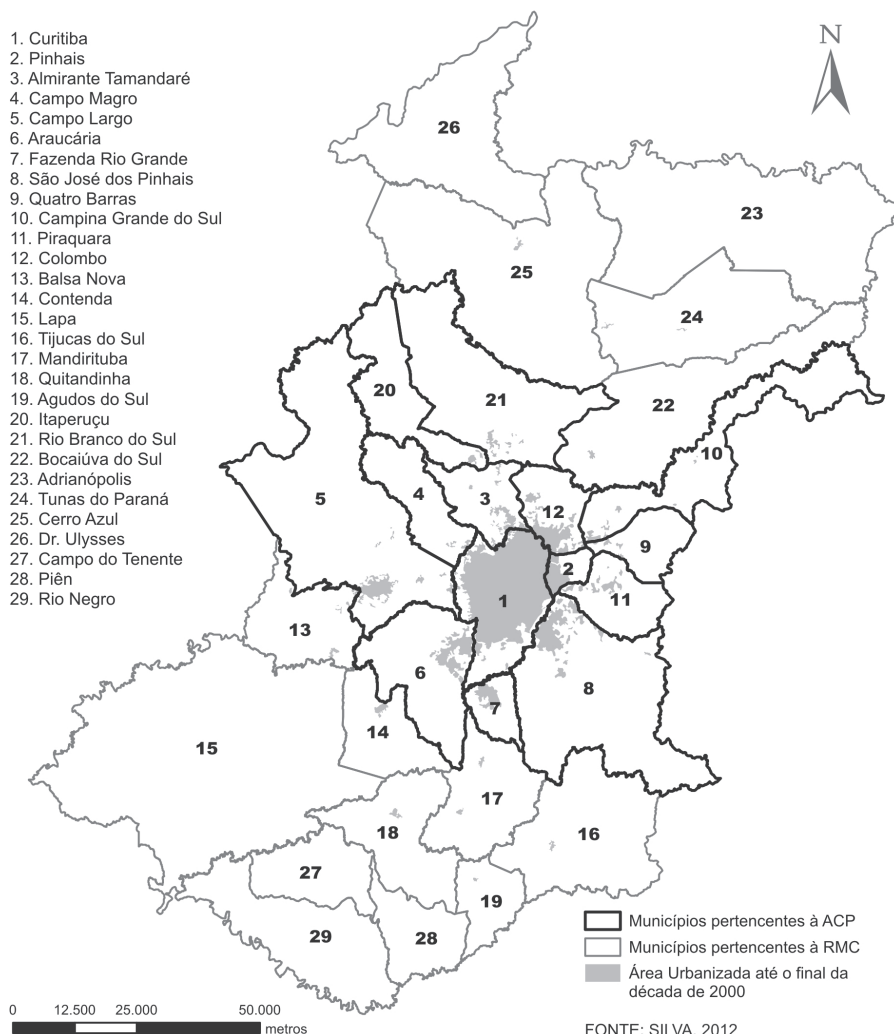 1. Curitiba
2. Pinhais
3. Almirante Tamandaré
4. Campo Magro
5. Campo Largo
6. Araucária
7. Fazenda Rio Grande
8. São José dos Pinhais
9. Quatro Barras
10. Campina Grande do Sul
11. Piraquara
12. Colombo
13. Balsa Nova
14. Contenda
15. Lapa
16. Tijucas do Sul
17. Mandirituba
18. Quitandinha
19. Agudos do Sul
20. Itaperuçu
21. Rio Branco do Sul
22. Bocaiúva do Sul
23. Adrianópolis
24. Tunas do Paraná
25. Cerro Azul
26. Dr. Ulysses
27. Campo do Tenente
28. Piên
29. Rio Negro
N
26
23
25
24
20
21
22
10
5
4
3
12
9
2
1
11
13
6
8
7
14
15
17
18
16
27
19
29
28
Municípios pertencentes à ACP
Municípios pertencentes à RMC
Área Urbanizada até o final da
década de 2000
0 12.500 25.000 50.000
metros
FONTE: SILVA, 2012